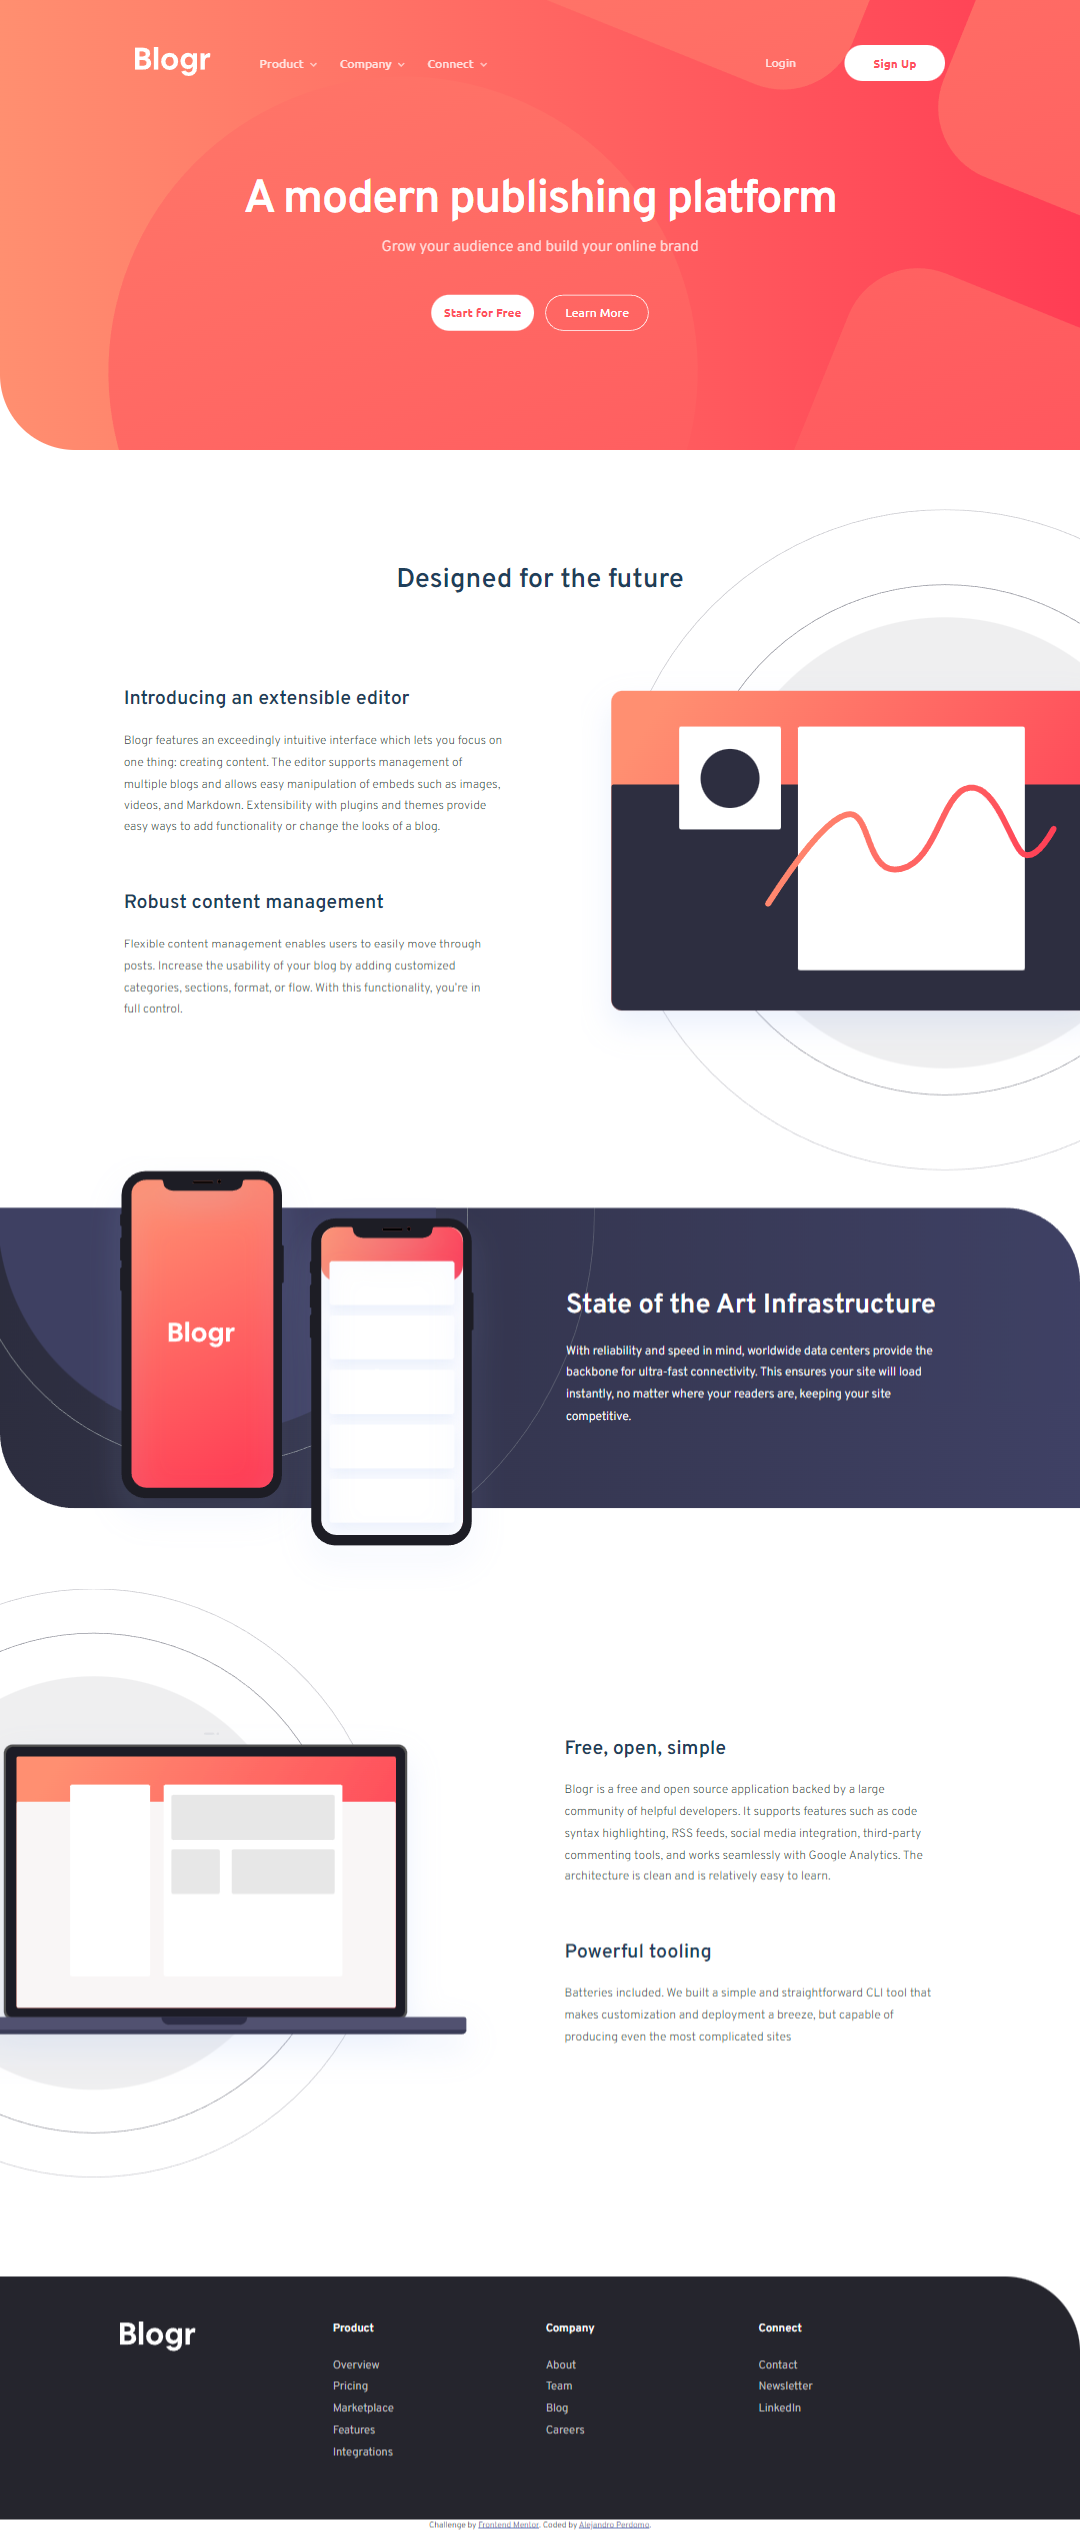 Blogr
Product
Company
Connect
Login
Sign Up
A modern publishing platform
Grow your audience and build your online brand
Start for Free
Learn More
Designed for the future
Introducing an extensible editor
Blogr features an exceedingly intuitive interface which lets you focus on
one thing: creating content. The editor supports management of
multiple blogs and allows easy manipulation of embeds such as images,
videos, and Markdown. Extensibility with plugins and themes provide
easy ways to add functionality or change the looks of a blog.
Robust content management
Flexible content management enables users to easily move through
posts. Increase the usability of your blog by adding customized
categories, sections, format, or flow. With this functionality, you're in
full control.
Blogr
State of the Art Infrastructure
With reliability and speed in mind, worldwide data centers provide the
backbone for ultra-fast connectivity. This ensures your site will load
instantly, no matter where your readers are, keeping your site
competitive.
Free, open, simple
Blogr is a free and open source application backed by a large
community of helpful developers. It supports features such as code
syntax highlighting, RSS feeds, social media integration, third-party
commenting tools, and works seamlessly with Google Analytics. The
architecture is clean and is relatively easy to learn.
Powerful tooling
Batteries included. We built a simple and straightforward CLI tool that
makes customization and deployment a breeze, but capable of
producing even the most complicated sites
Blogr
Product
Overview
Pricing
Marketplace
Features
Integrations
Company
About
Team
Blog
Careers
Connect
Contact
Newsletter
LinkedIn
Challenge by Frontend Mentor. Coded by Alejandro Perdomo.